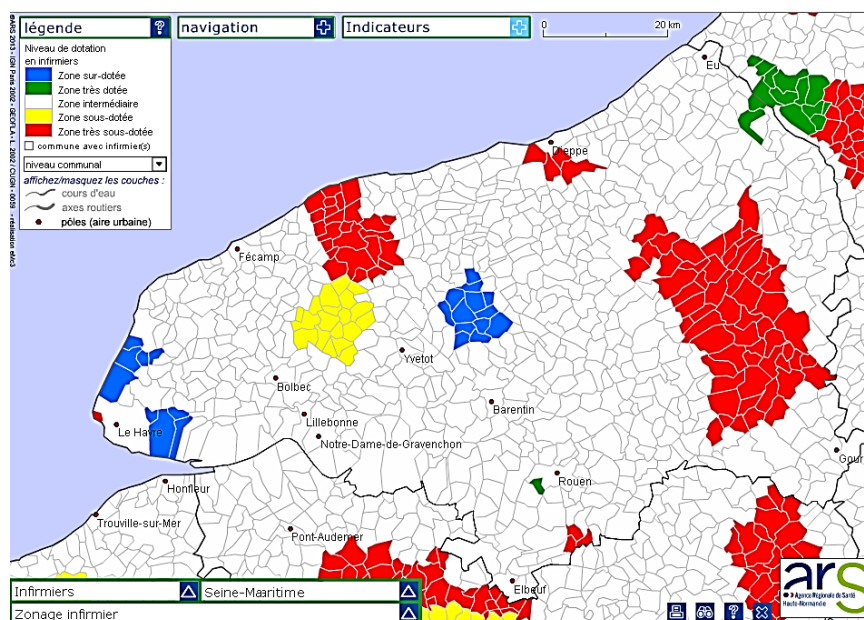 légende
?
navigation
Indicateurs
0
20 km
Niveau de dotation
en infirmiers
Zone sur-dotée
Zone très dotée
Zone intermédiaire
Zone sous-dotée
Zone très sous-dotée
commune avec infirmier(s)
niveau communal
affichez/masquez les couches :
cours d'eau
axes routiers
pôles (aire urbaine)
Eu
Dieppe
Fécamp
Yvetot
Bolbec
Lillebonne
Barentin
Le Havre
Notre-Dame-de-Gravenchon
Gour
Rouen
Honfleur
Trouville-sur-Mer
Pont-Audemer
Elbeuf
Infirmiers
Seine-Maaritime
Zonage infirmier
?
ars
Agence Régionale de Santé
Haute-Normandie